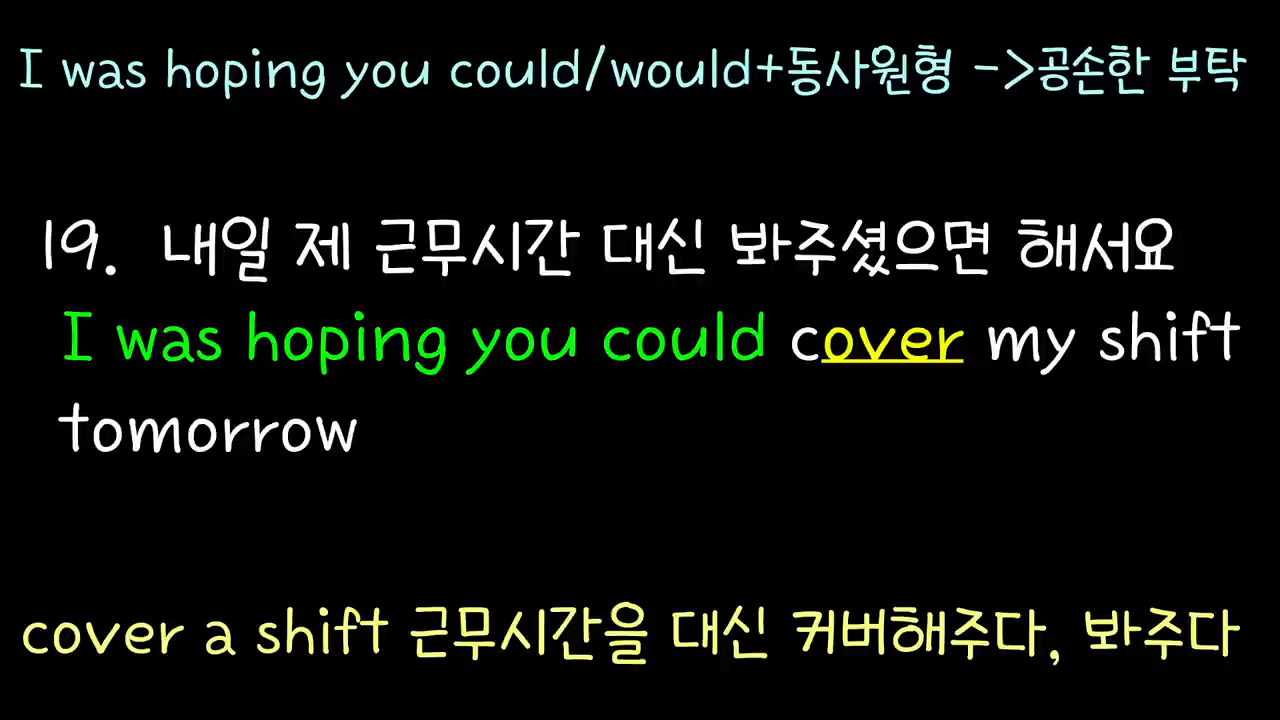 I was hoping you could/would+동사원형 ->공손한 부탁
19. 내일 제 근무시간 대신 봐주셨으면 해서요
I was hoping you could cover my shift
tomorrow
cover a shift 근무시간을 대신 커버해주다, 봐주다